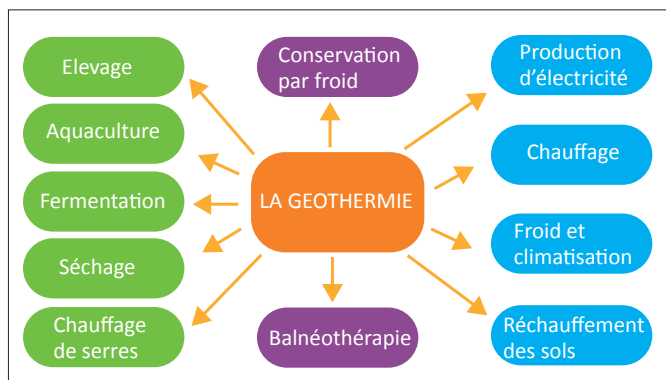 Elevage
Aquaculture
Fermentation
Séchage
Chauffage
de serres
Conservation
par froid
LA GEOTHERMIE
Balnéothérapie
Production
d’électricité
Chauffage
Froid et
climatisation
Réchauffement
des sols